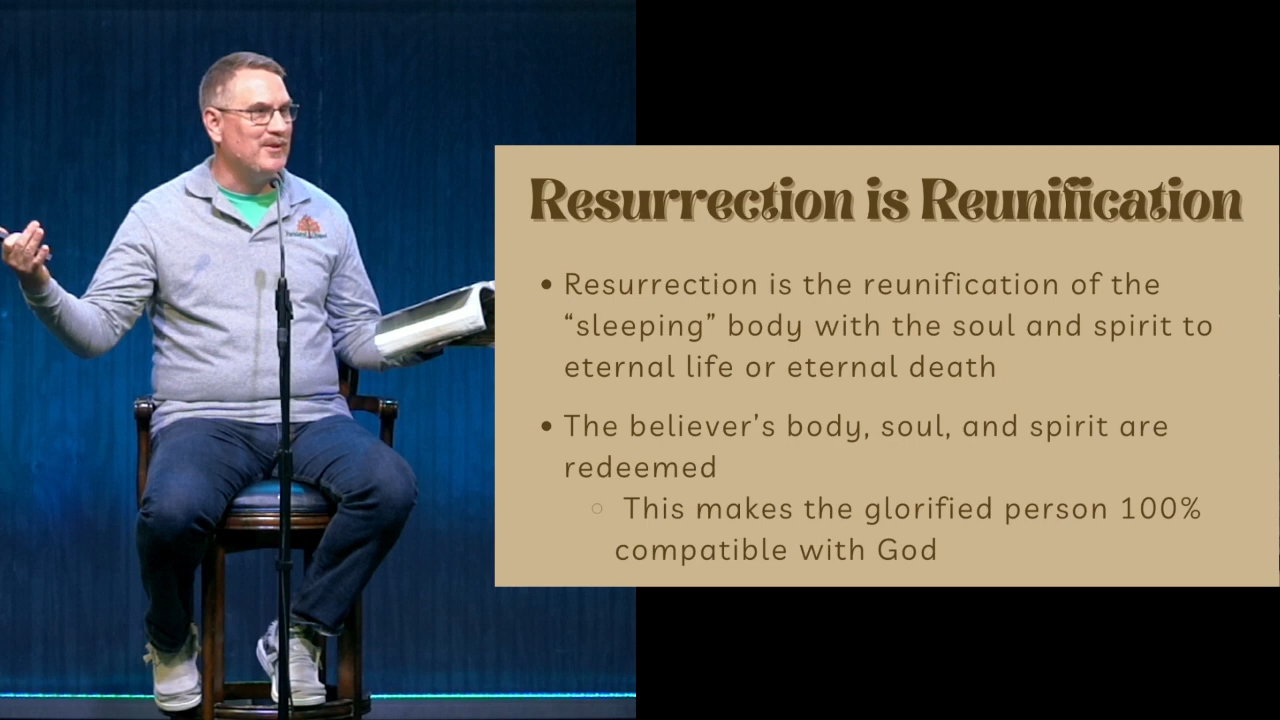 Resurrection is Reunification
• Resurrection is the reunification of the
“sleeping” body with the soul and spirit to
eternal life or eternal death
• The believer’s body, soul, and spirit are
redeemed
○ This makes the glorified person 100%
compatible with God